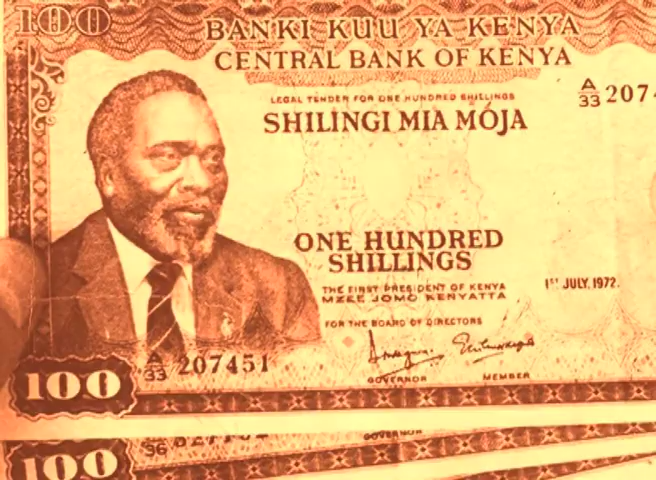 100 BANKI KUU YA KENYA
CENTRAL BANK OF KENYA
LEGAL TENDER FOR ONE HUNDRED SHILLINGS
A/33 207
SHILINGI MIA MOJA
ONE HUNDRED
SHILLINGS
THE FIRST PRESIDENT OF KENYA
MZEE JOMO KENYATTA
1ST JULY, 1972.
FOR THE BOARD OF DIRECTORS
A/33 207451
100
GOVERNOR MEMBER
GOVERNOR
100